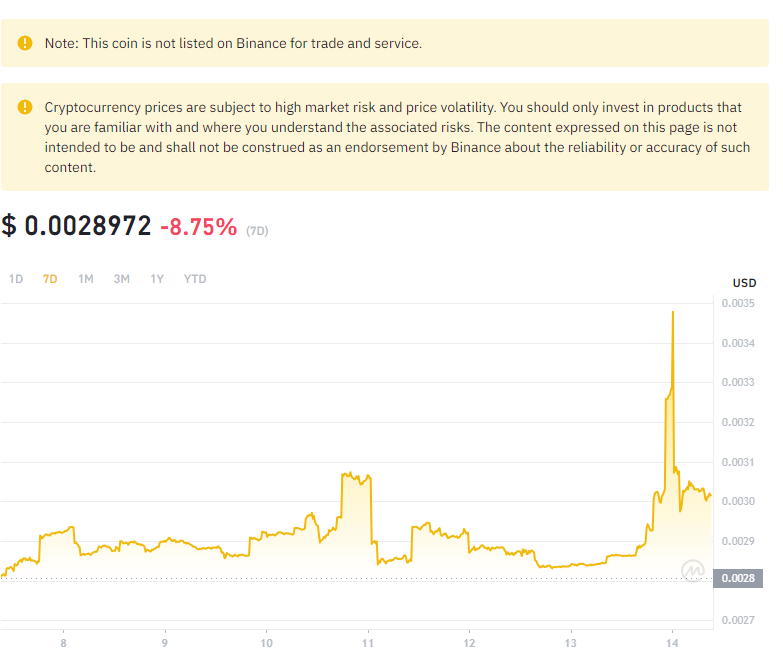 Note: This coin is not listed on Binance for trade and service.
Cryptocurrency prices are subject to high market risk and price volatility. You should only invest in products that
you are familiar with and where you understand the associated risks. The content expressed on this page is not
intended to be and shall not be construed as an endorsement by Binance about the reliability or accuracy of such
content.
$ 0.0028972 -8.75% (7D)
1D 7D 1M 3M 1Y YTD
USD
0.0035
0.0034
0.0033
0.0032
0.0031
0.0030
0.0029
0.0028
0.0027
8 9 10 11 12 13 14